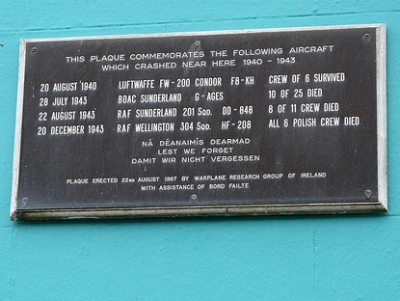 THIS PLAQUE COMMEMORATES THE FOLLOWING AIRCRAFT
WHICH CRASHED NEAR HERE 1940 - 1943
20 AUGUST 1940 LUFTWAFFE FW-200 CONDOR F8-KH CREW OF 6 SURVIVED
28 JULY 1943 BOAC SUNDERLAND G-AGES 10 OF 25 DIED
22 AUGUST 1943 RAF SUNDERLAND 201 SQD. DD-848 8 OF 11 CREW DIED
20 DECEMBER 1943 RAF WELLINGTON 304 SQD. HF-208 ALL 6 POLISH CREW DIED
NÁ DÉANAIMÍS DEARMAD
LEST WE FORGET
DAMIT WIR NICHT VERGESSEN
PLAQUE ERECTED 22ND AUGUST 1987 BY WARPLANE RESEARCH GROUP OF IRELAND
WITH ASSISTANCE OF BORD FAILTE